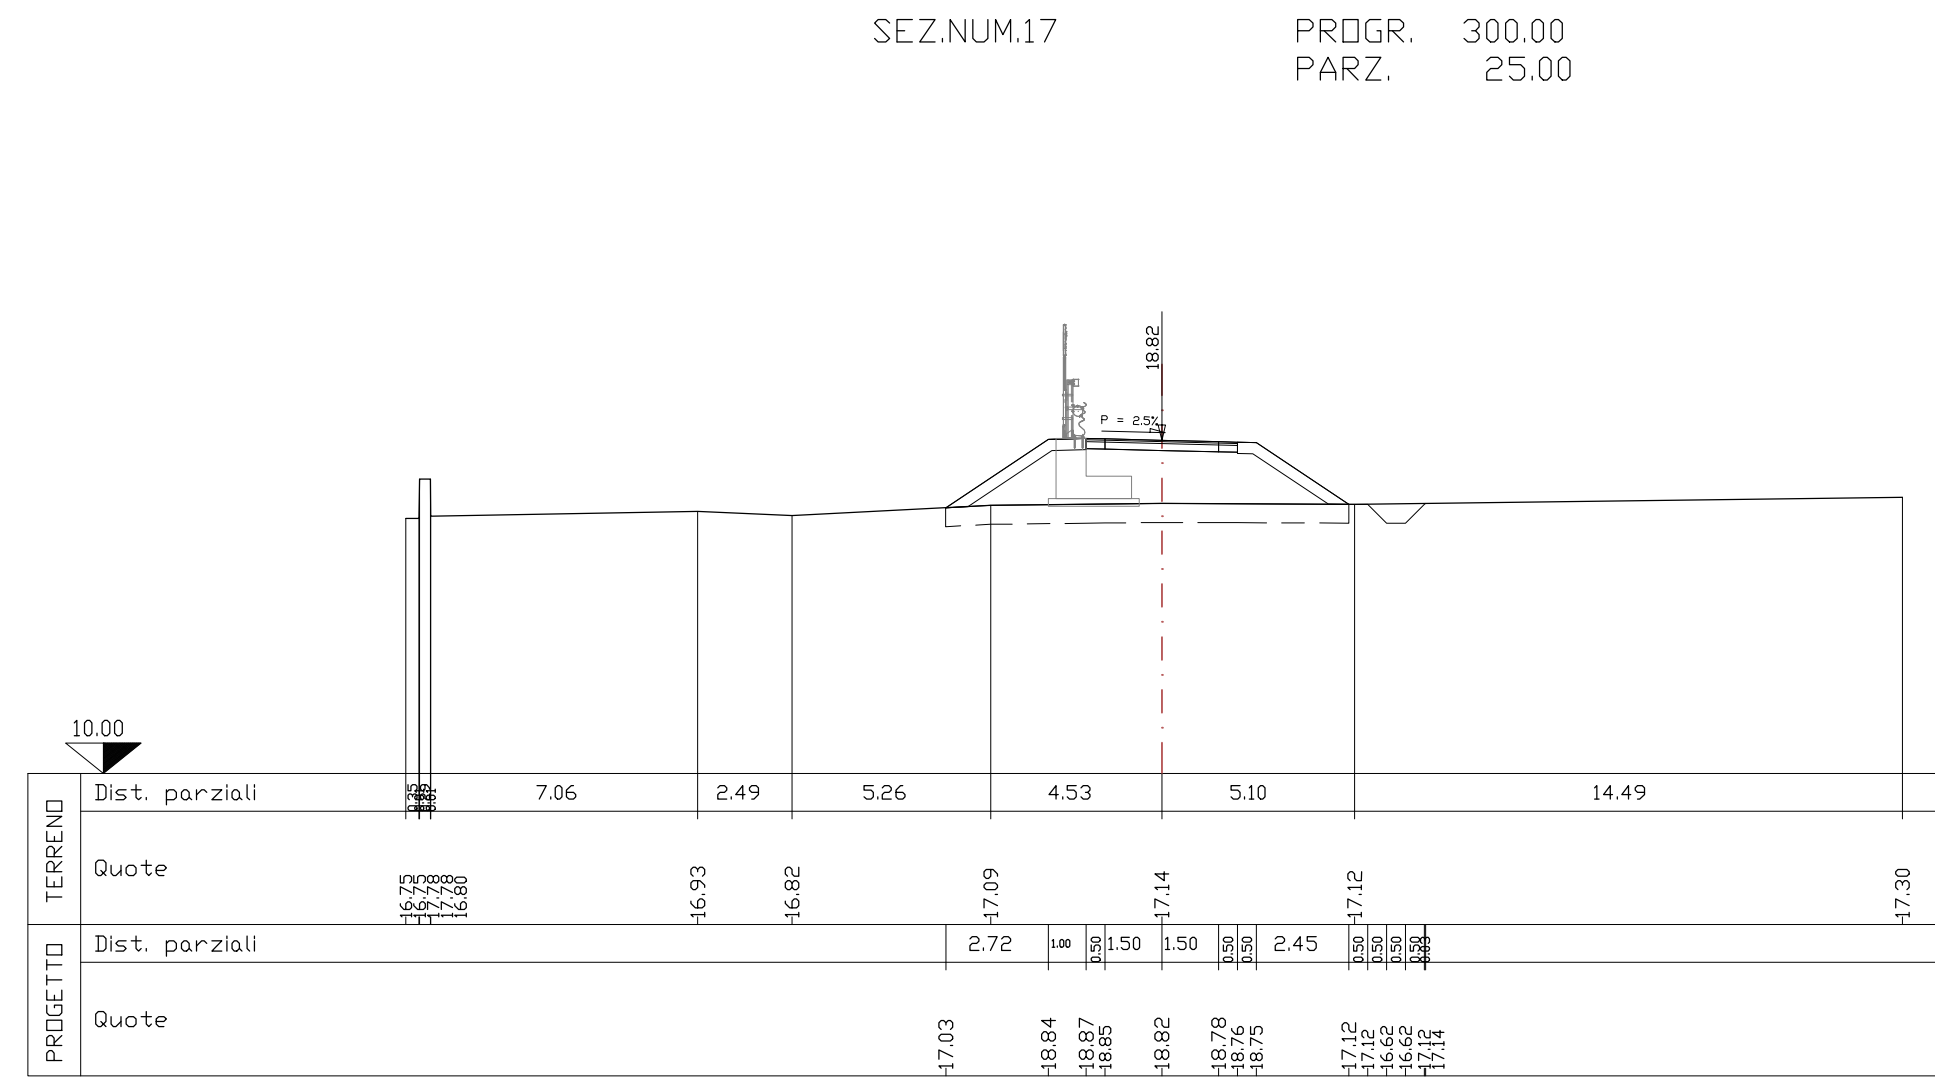 SEZ.NUM.17 PROGR. 300.00
PARZ. 25.00
18.82
P = 2.5%
10.00
TERRENO
Dist. parziali 0.35 7.06 2.49 5.26 4.53 5.10 14.49
Quote 16.75 16.75 17.78 17.78 16.80 16.93 16.82 17.09 17.14 17.12 17.30
PROGETTO
Dist. parziali 2.72 1.00 0.50 1.50 1.50 0.50 0.50 2.45 0.50 0.50 0.50 0.50 0.03
Quote 17.03 18.84 18.87 18.85 18.82 18.78 18.76 18.75 17.12 17.12 16.62 16.62 17.12 17.14